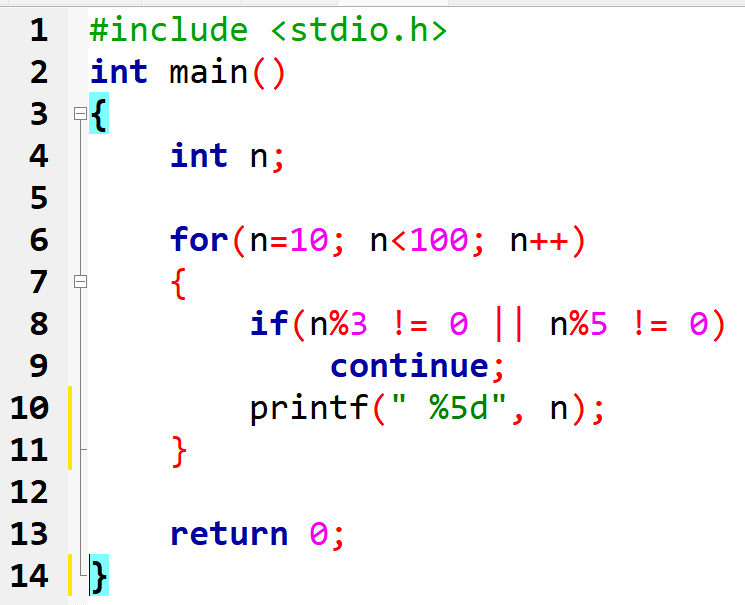 1 #include <stdio.h>
2 int main()
3 {
4     int n;
5
6     for(n=10; n<100; n++)
7     {
8         if(n%3 != 0 || n%5 != 0)
9             continue;
10         printf(" %5d", n);
11     }
12
13     return 0;
14 }